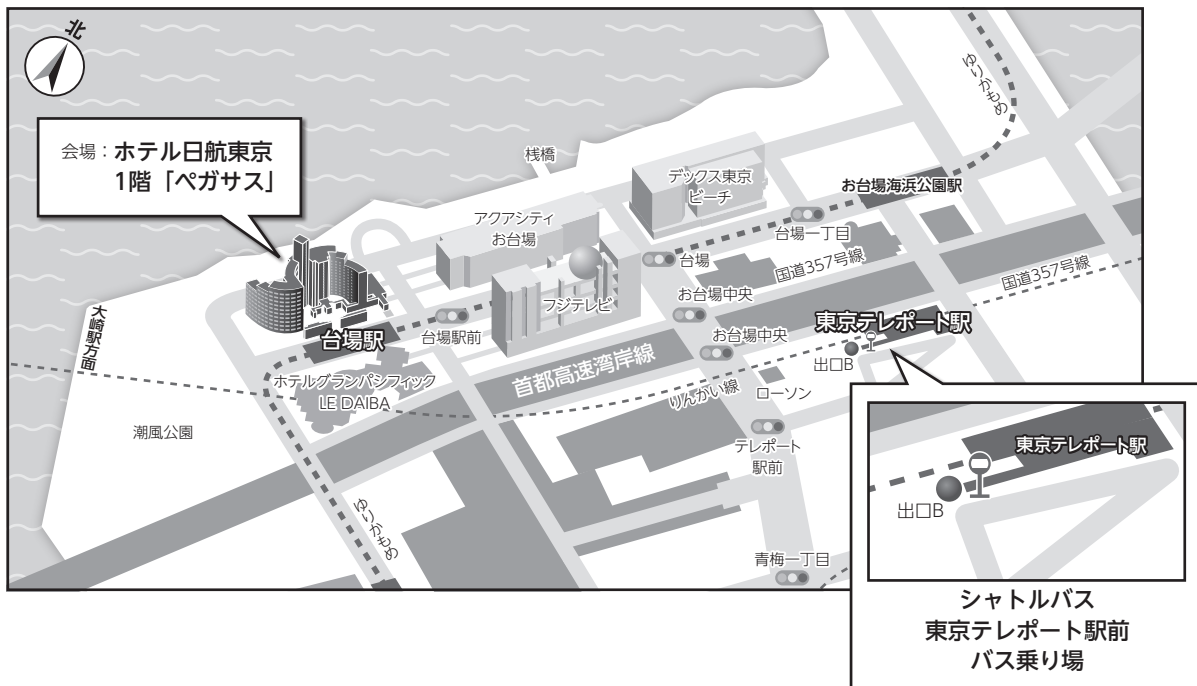 北
会場：ホテル日航東京
1階「ペガサス」
ゆりかもめ
桟橋
デックス東京
ビーチ
お台場海浜公園駅
アクアシティ
お台場
台場一丁目
台場
国道357号線
国道357号線
フジテレビ
お台場中央
大崎駅方面
台場駅
台場駅前
お台場中央
東京テレポート駅
出口B
首都高速湾岸線
ホテルグランパシフィック
LE DAIBA
りんかい線
ローソン
潮風公園
テレポート
駅前
ゆりかもめ
青梅一丁目
東京テレポート駅
出口B
シャトルバス
東京テレポート駅前
バス乗り場